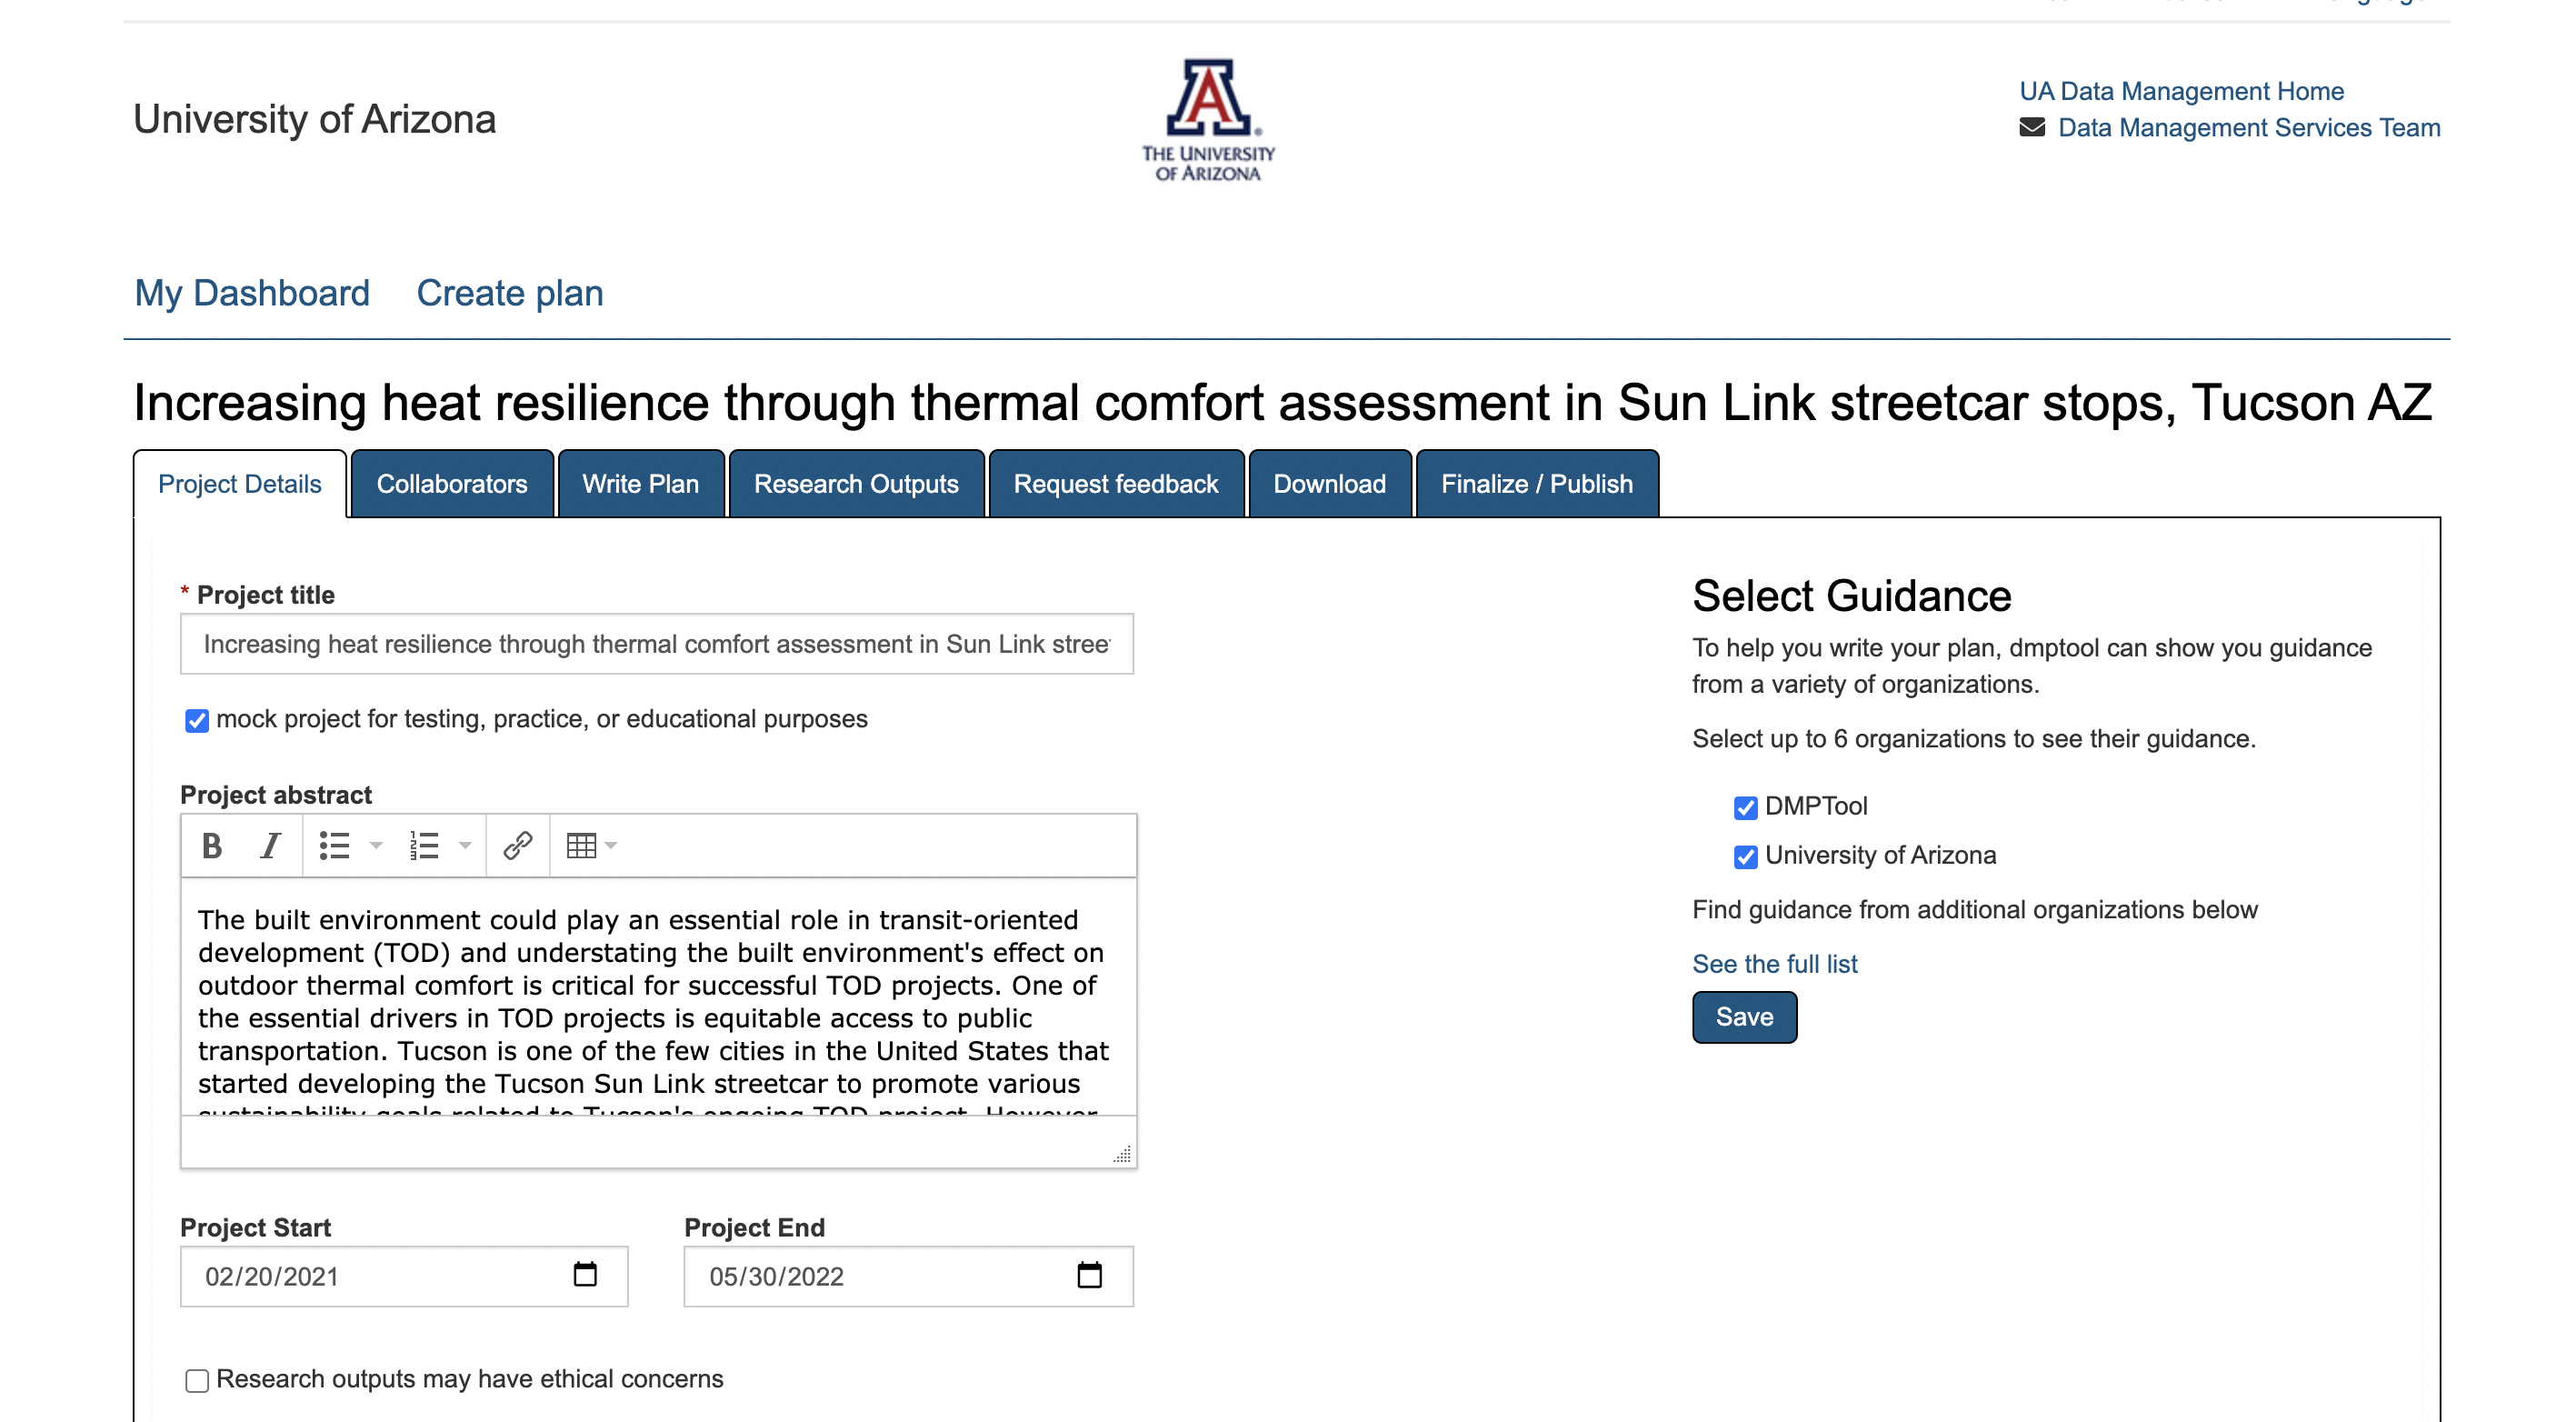 University of Arizona
THE UNIVERSITY
OF ARIZONA
UA Data Management Home
Data Management Services Team
My Dashboard Create plan
Increasing heat resilience through thermal comfort assessment in Sun Link streetcar stops, Tucson AZ
Project Details Collaborators Write Plan Research Outputs Request feedback Download Finalize / Publish
* Project title
Increasing heat resilience through thermal comfort assessment in Sun Link stree
mock project for testing, practice, or educational purposes
Project abstract
B I
The built environment could play an essential role in transit-oriented
development (TOD) and understating the built environment's effect on
outdoor thermal comfort is critical for successful TOD projects. One of
the essential drivers in TOD projects is equitable access to public
transportation. Tucson is one of the few cities in the United States that
started developing the Tucson Sun Link streetcar to promote various
sustainability goals related to Tucson's ongoing TOD project. However
Project Start Project End
02/20/2021 05/30/2022
Research outputs may have ethical concerns
Select Guidance
To help you write your plan, dmptool can show you guidance
from a variety of organizations.
Select up to 6 organizations to see their guidance.
DMPTool
University of Arizona
Find guidance from additional organizations below
See the full list
Save